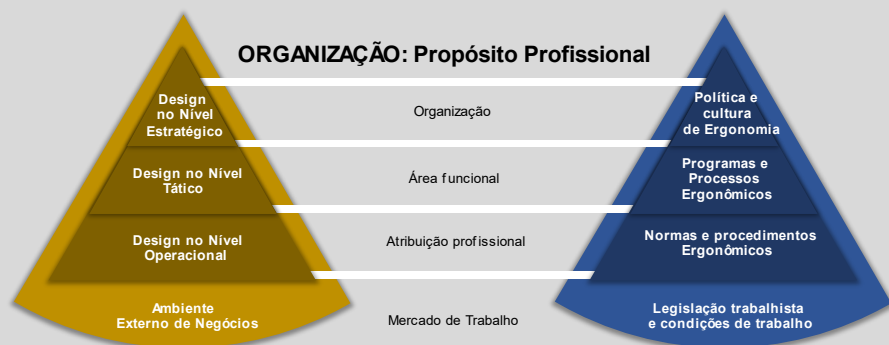 ORGANIZAÇÃO: Propósito Profissional
Design
no Nível
Estratégico
Organização
Política e
cultura
de Ergonomia
Design no Nível
Tático
Área funcional
Programas e
Processos
Ergonômicos
Design no Nível
Operacional
Atribuição profissional
Normas e procedimentos
Ergonômicos
Ambiente
Externo de Negócios
Mercado de Trabalho
Legislação trabalhista
e condições de trabalho